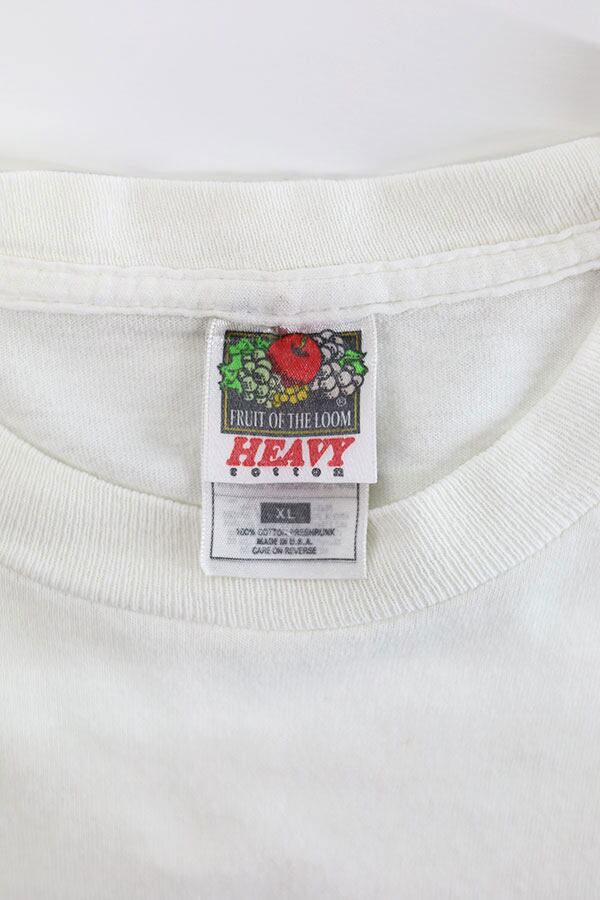 ®
FRUIT OF THE LOOM
HEAVY
cotton
XL
100% COTTON PRESHRUNK
MADE IN U.S.A.
CARE ON REVERSE